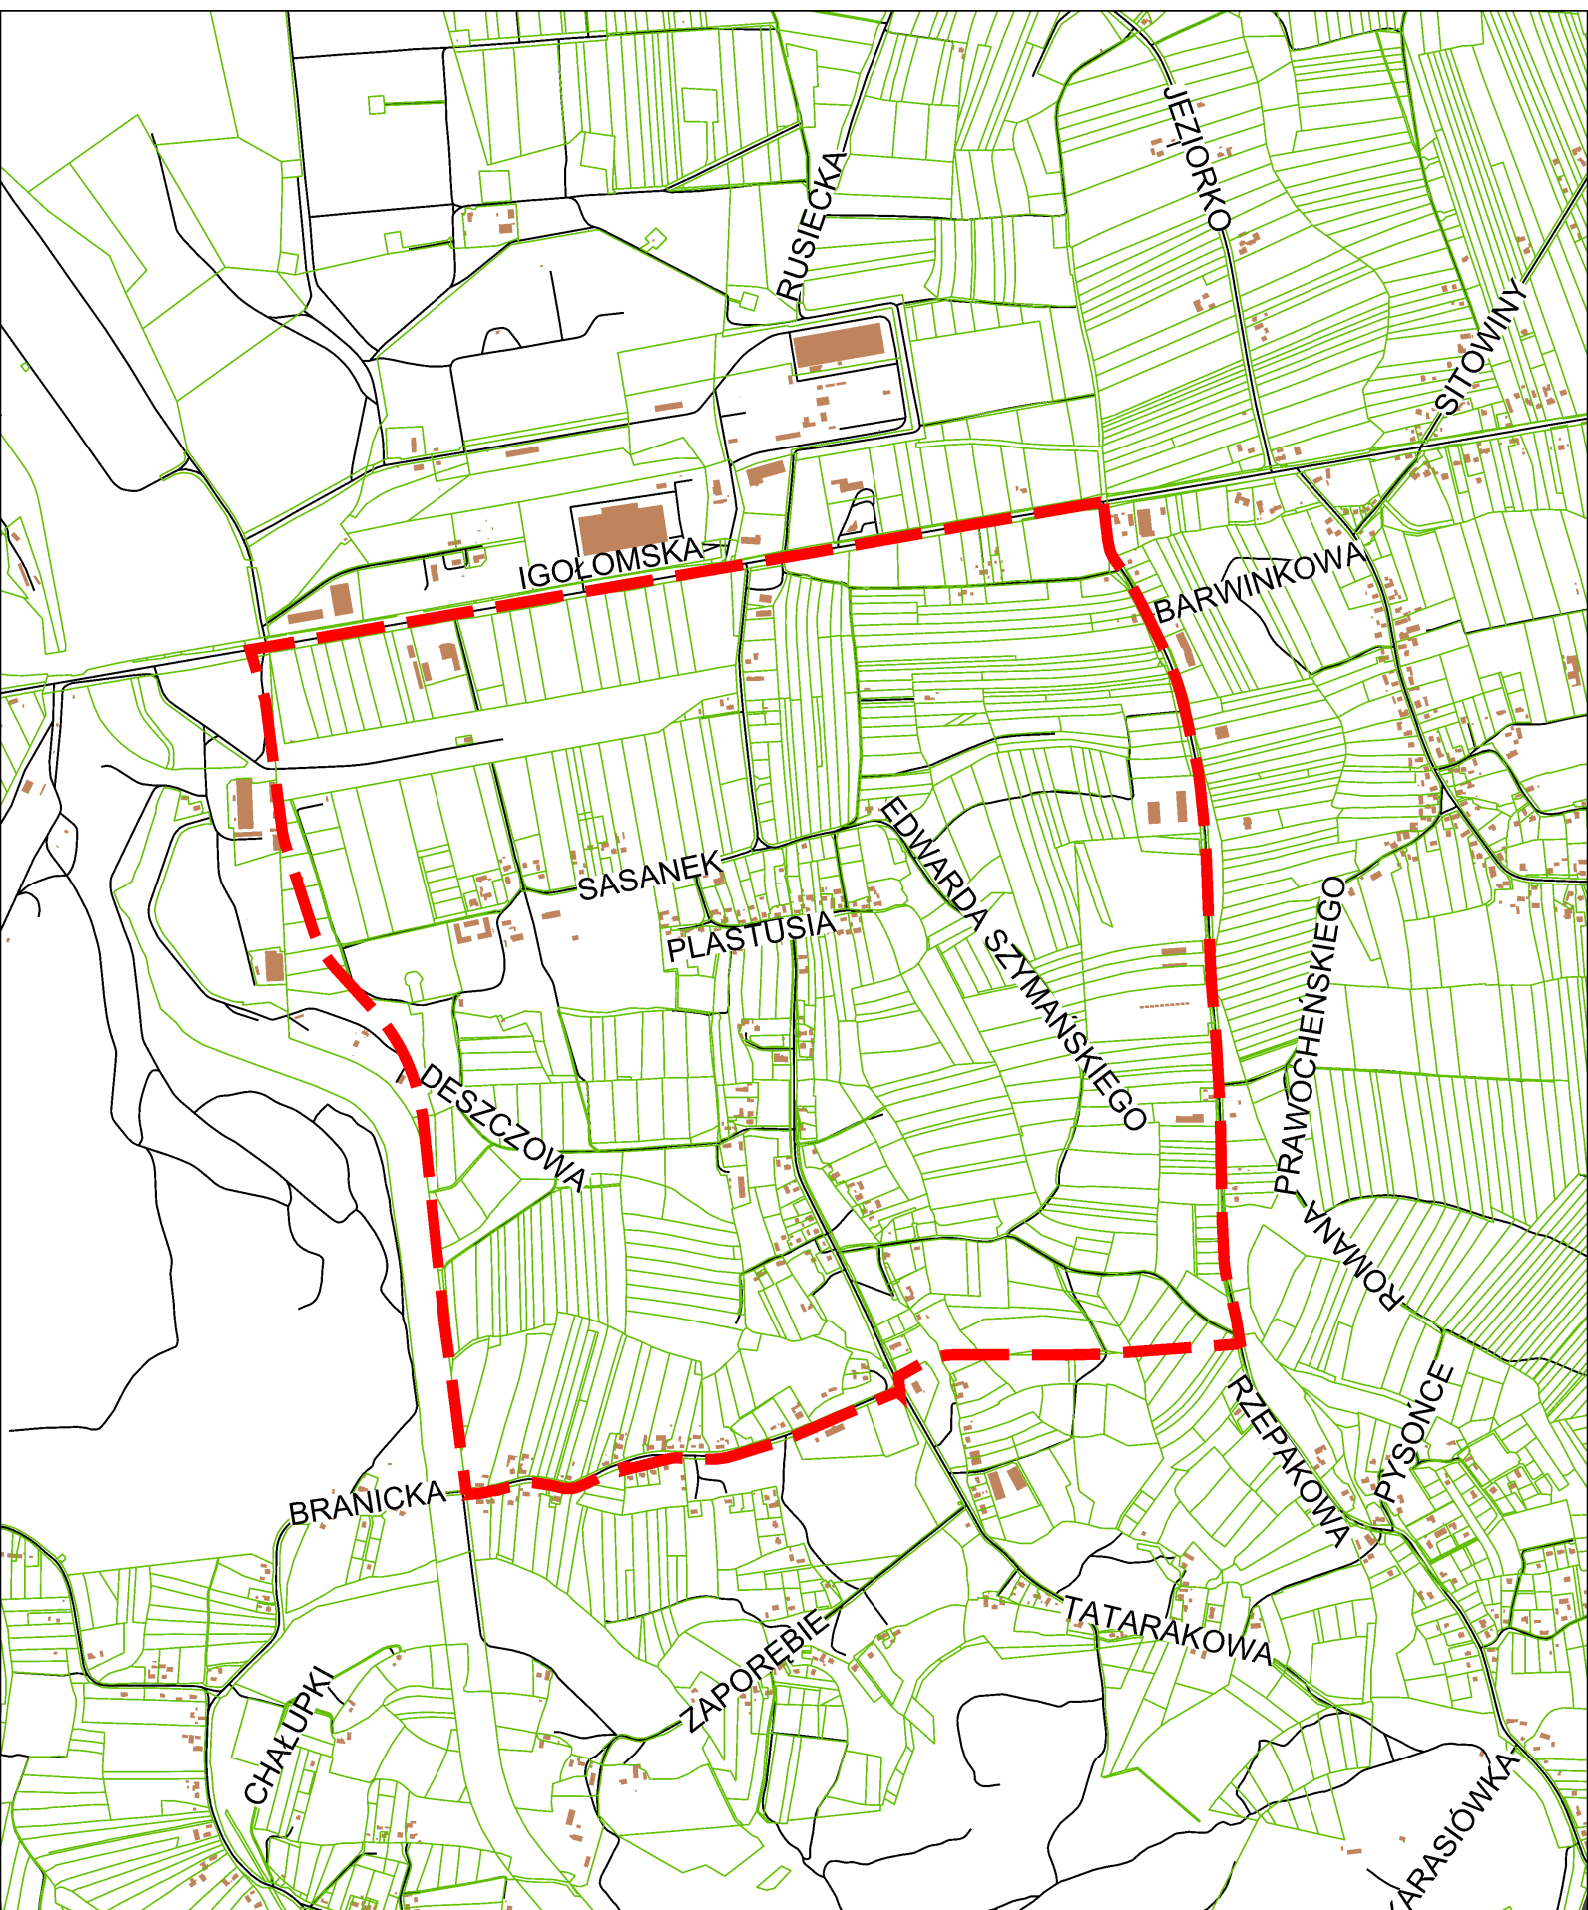 JEZIORKO
RUSIECKA
SITOWINY
IGOŁOMSKA
BARWINKOWA
EDWARDA SZYMAŃSKIEGO
SASANEK
PLASTUSIA
PRAWOCHEŃSKIEGO
ROMANA
DESZCZOWA
RZEPAKOWA
PYSOŃCE
BRANICKA
TATARAKOWA
ZAPORĘBIE
CHAŁUPKI
KARASIÓWKA